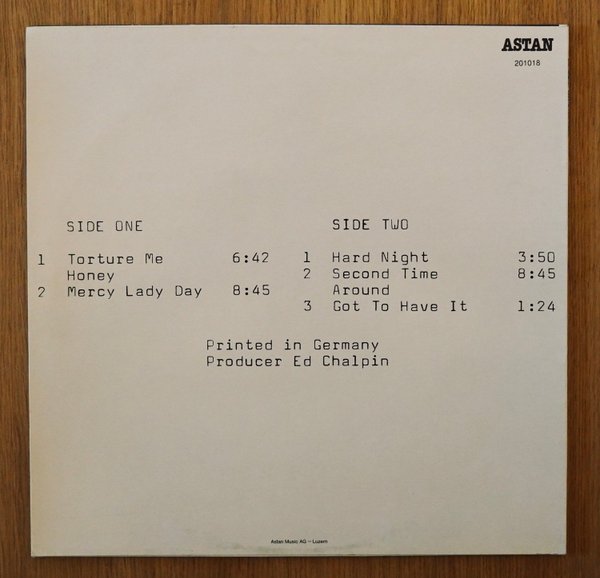 ASTAN
201018
SIDE ONE
1 Torture Me 6:42
Honey
2 Mercy Lady Day 8:45
SIDE TWO
1 Hard Night 3:50
2 Second Time 8:45
Around
3 Got To Have It 1:24
Printed in Germany
Producer Ed Chalpin
Astan Music AG – Luzern